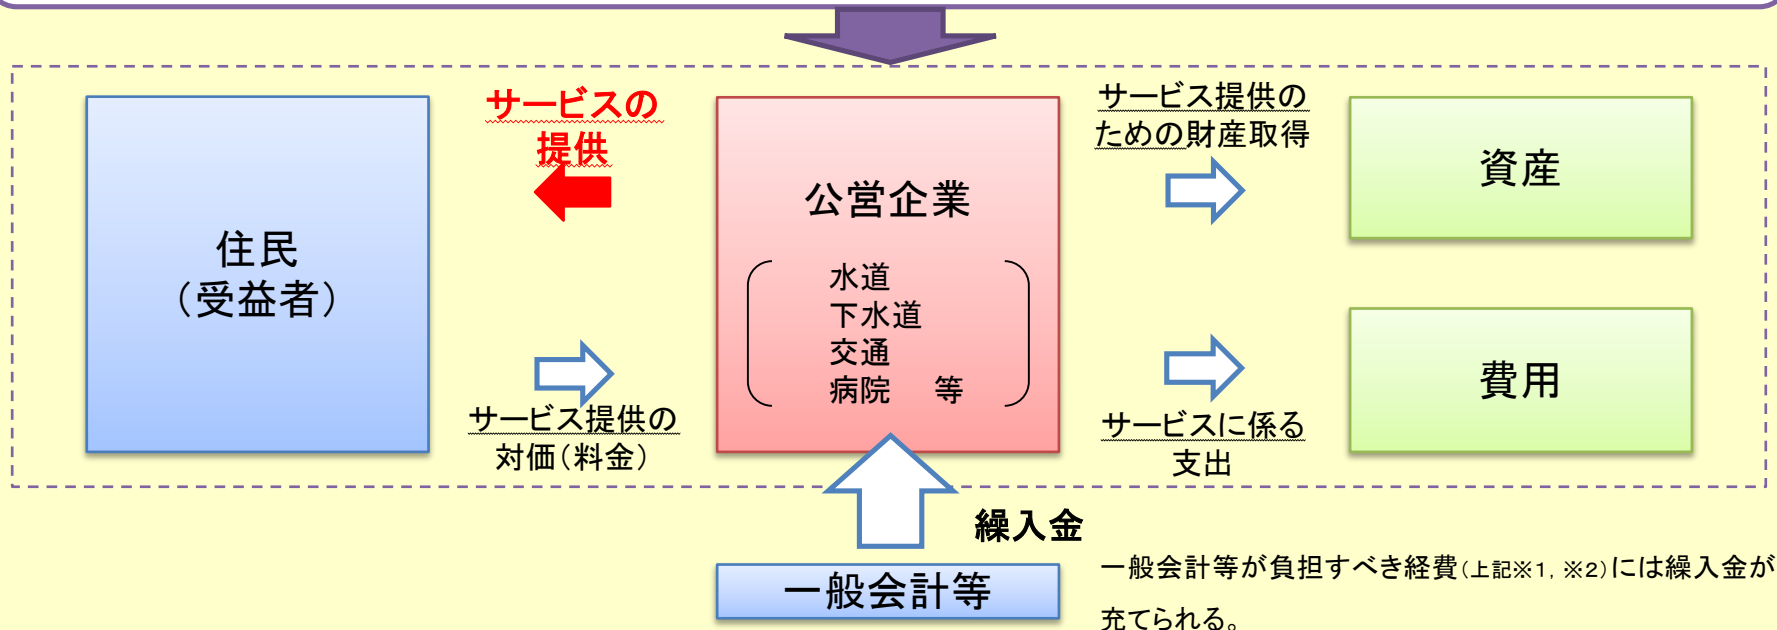 サービスの
提供
サービス提供の
ための財産取得
資産
公営企業
住民
（受益者）
水道
下水道
交通
病院　等
費用
サービス提供の
対価（料金）
サービスに係る
支出
繰入金
一般会計等
一般会計等が負担すべき経費（上記※1，※2）には繰入金が
充てられる。